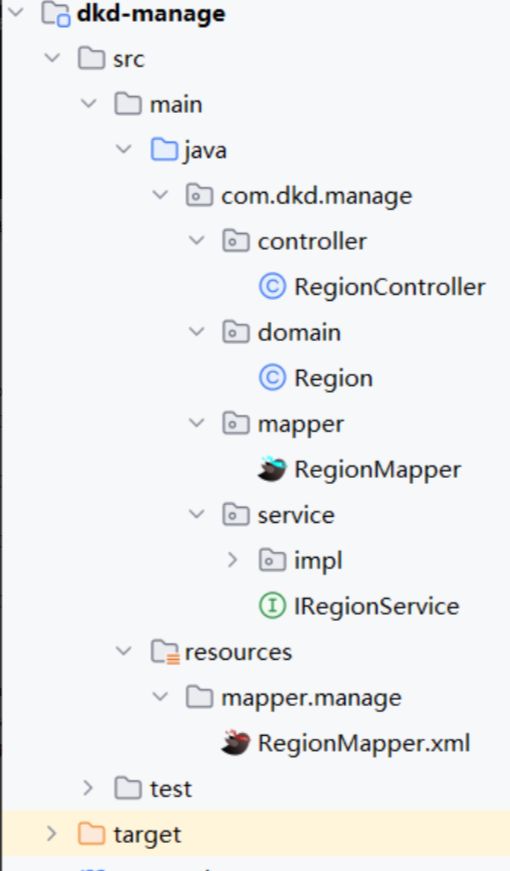 dkd-manage
src
main
java
com.dkd.manage
controller
RegionController
domain
Region
mapper
RegionMapper
service
impl
IRegionService
resources
mapper.manage
RegionMapper.xml
test
target